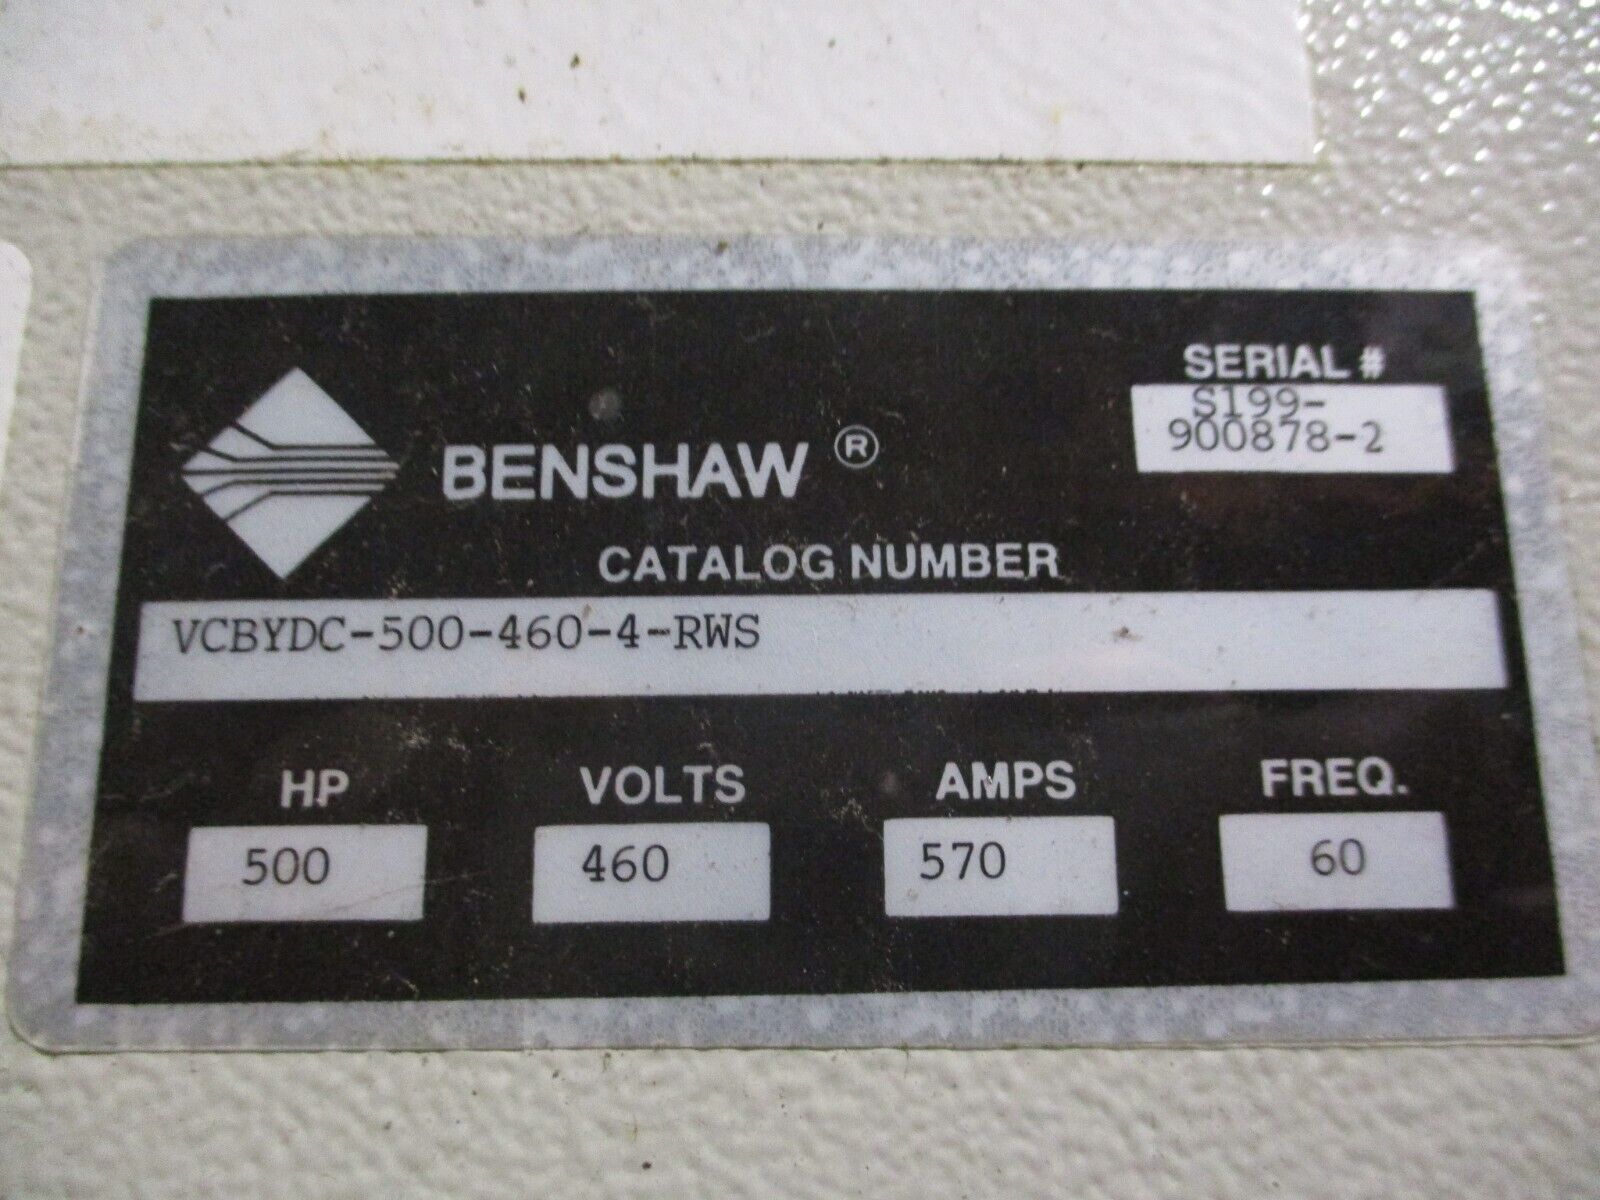 SERIAL #
S199-
900878-2
BENSHAW ®
CATALOG NUMBER
VCBYDC-500-460-4-RWS
HP VOLTS AMPS FREQ.
500 460 570 60